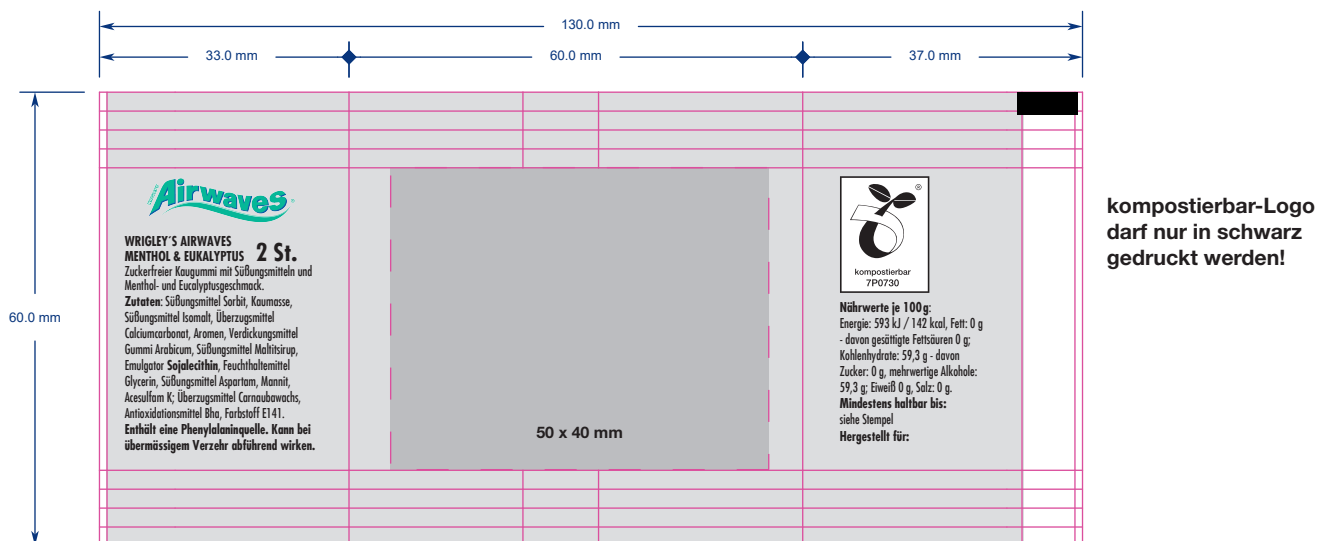 130.0 mm
33.0 mm
60.0 mm
37.0 mm
60.0 mm
Airwaves®
WRIGLEY´S AIRWAVES
MENTHOL & EUKALYPTUS 2 St.
Zuckerfreier Kaugummi mit Süßungsmitteln und
Menthol- und Eucalyptusgeschmack.
Zutaten: Süßungsmittel Sorbit, Kaumasse,
Süßungsmittel Isomalt, Überzugsmittel
Calciumcarbonat, Aromen, Verdickungsmittel
Gummi Arabicum, Süßungsmittel Maltitsirup,
Emulgator Sojalecithin, Feuchthaltemittel
Glycerin, Süßungsmittel Aspartam, Mannit,
Acesulfam K; Überzugsmittel Carnaubawachs,
Antioxidationsmittel Bha, Farbstoff E141.
Enthält eine Phenylalaninquelle. Kann bei
übermässigem Verzehr abführend wirken.
50 x 40 mm
®
kompostierbar
7P0730
Nährwerte je 100g:
Energie: 593 kJ / 142 kcal, Fett: 0 g
- davon gesättigte Fettsäuren 0 g;
Kohlenhydrate: 59,3 g - davon
Zucker: 0 g, mehrwertige Alkohole:
59,3 g; Eiweiß 0 g, Salz: 0 g.
Mindestens haltbar bis:
siehe Stempel
Hergestellt für:
kompostierbar-Logo
darf nur in schwarz
gedruckt werden!